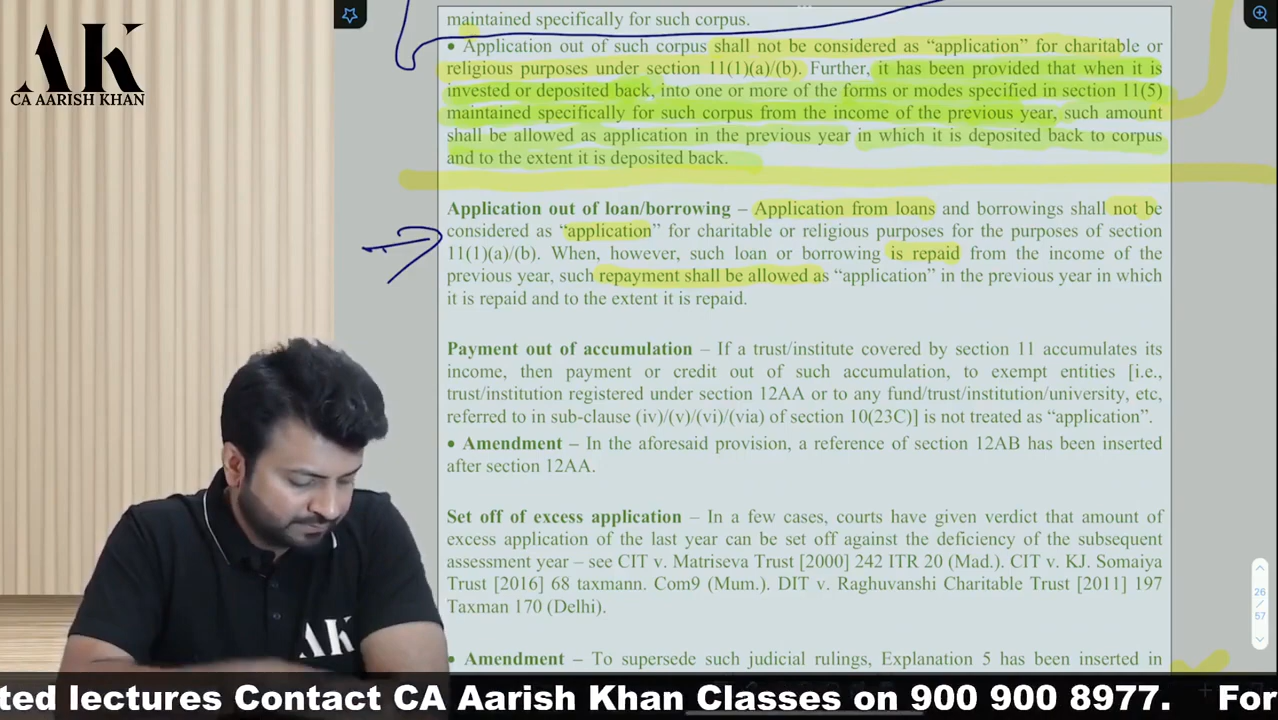 AK
CA AARISH KHAN
maintained specifically for such corpus.
• Application out of such corpus shall not be considered as “application” for charitable or
religious purposes under section 11(1)(a)/(b). Further, it has been provided that when it is
invested or deposited back, into one or more of the forms or modes specified in section 11(5)
maintained specifically for such corpus from the income of the previous year, such amount
shall be allowed as application in the previous year in which it is deposited back to corpus
and to the extent it is deposited back.
Application out of loan/borrowing – Application from loans and borrowings shall not be
considered as “application” for charitable or religious purposes for the purposes of section
11(1)(a)/(b). When, however, such loan or borrowing is repaid from the income of the
previous year, such repayment shall be allowed as “application” in the previous year in which
it is repaid and to the extent it is repaid.
Payment out of accumulation – If a trust/institute covered by section 11 accumulates its
income, then payment or credit out of such accumulation, to exempt entities [i.e.,
trust/institution registered under section 12AA or to any fund/trust/institution/university, etc,
referred to in sub-clause (iv)/(v)/(vi)/(via) of section 10(23C)] is not treated as “application”.
• Amendment – In the aforesaid provision, a reference of section 12AB has been inserted
after section 12AA.
Set off of excess application – In a few cases, courts have given verdict that amount of
excess application of the last year can be set off against the deficiency of the subsequent
assessment year – see CIT v. Matriseva Trust [2000] 242 ITR 20 (Mad.). CIT v. KJ. Somaiya
Trust [2016] 68 taxmann. Com9 (Mum.). DIT v. Raghuvanshi Charitable Trust [2011] 197
Taxman 170 (Delhi).
• Amendment – To supersede such judicial rulings, Explanation 5 has been inserted in
26
/
57
AK
ted lectures Contact CA Aarish Khan Classes on 900 900 8977. For